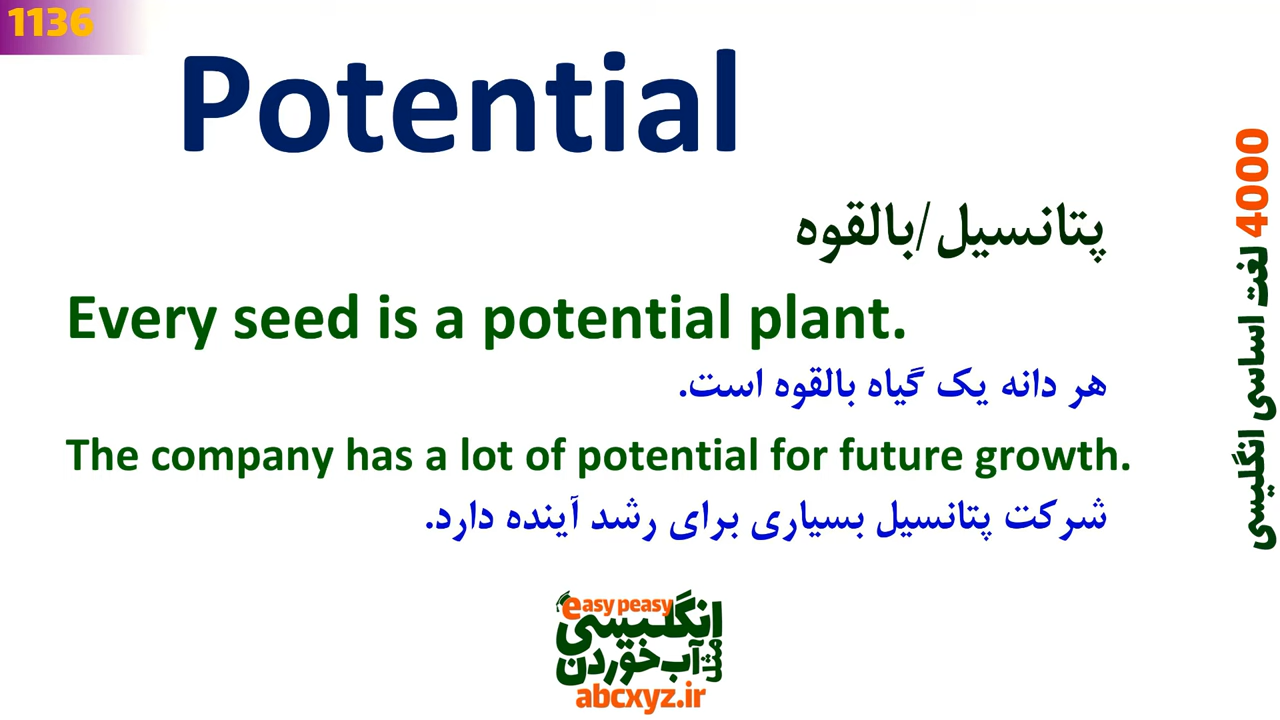 1136
Potential
پتانسیل/بالقوه
Every seed is a potential plant.
هر دانه یک گیاه بالقوه است.
The company has a lot of potential for future growth.
شرکت پتانسیل بسیاری برای رشد آینده دارد.
4000 لغت اساسی انگلیسی
easy peasy
انگلیسی
مثل آب خوردن
abcxyz.ir